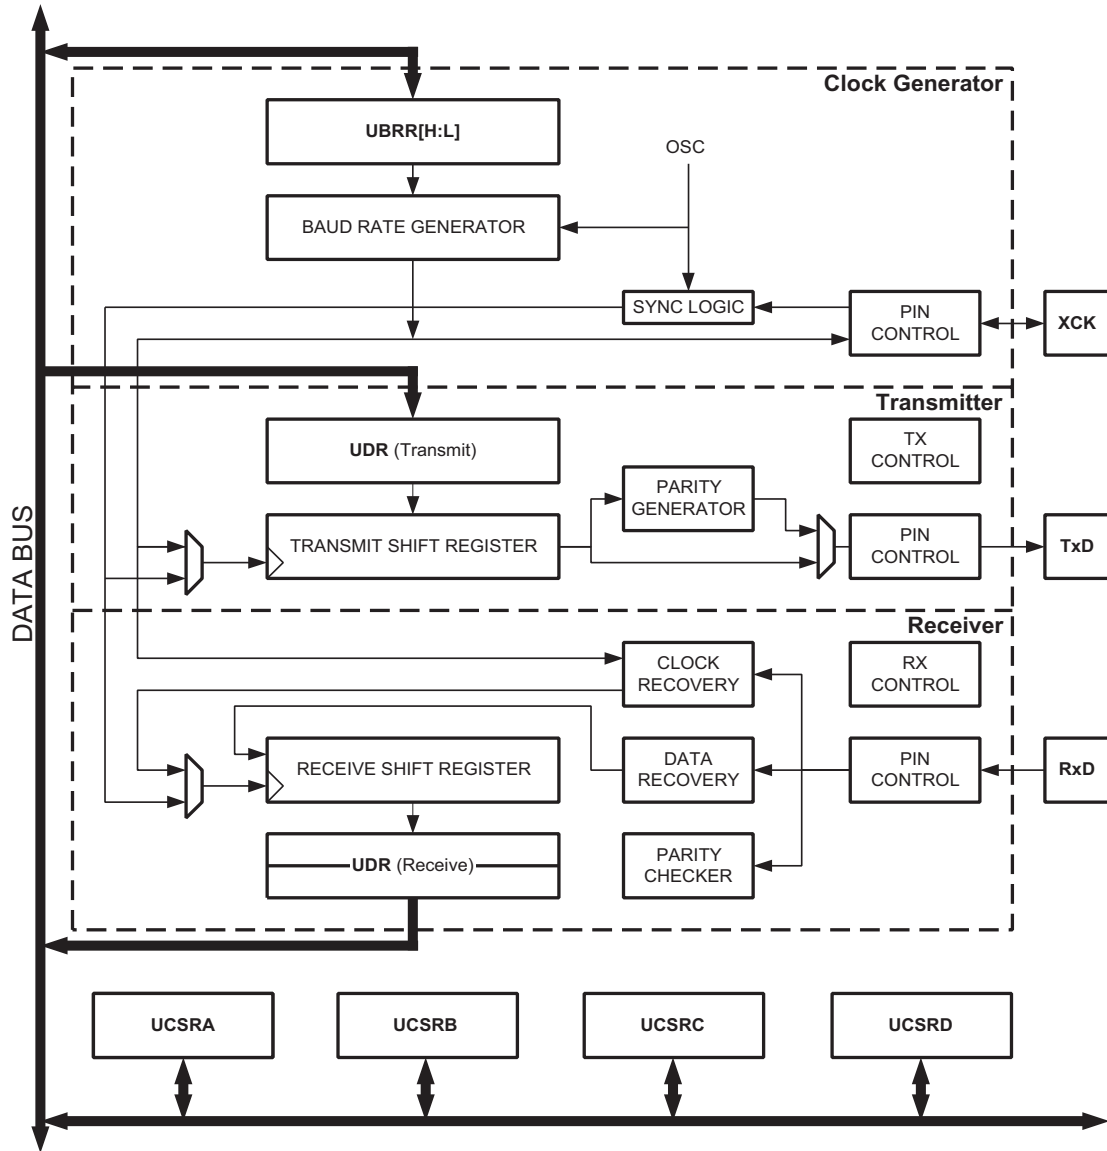 Clock Generator
UBRR[H:L]
OSC
BAUD RATE GENERATOR
SYNC LOGIC
PIN
CONTROL
XCK
Transmitter
TX
CONTROL
UDR (Transmit)
PARITY
GENERATOR
TRANSMIT SHIFT REGISTER
PIN
CONTROL
TxD
DATA BUS
Receiver
CLOCK
RECOVERY
RX
CONTROL
RECEIVE SHIFT REGISTER
DATA
RECOVERY
PIN
CONTROL
RxD
UDR (Receive)
PARITY
CHECKER
UCSRA
UCSRB
UCSRC
UCSRD